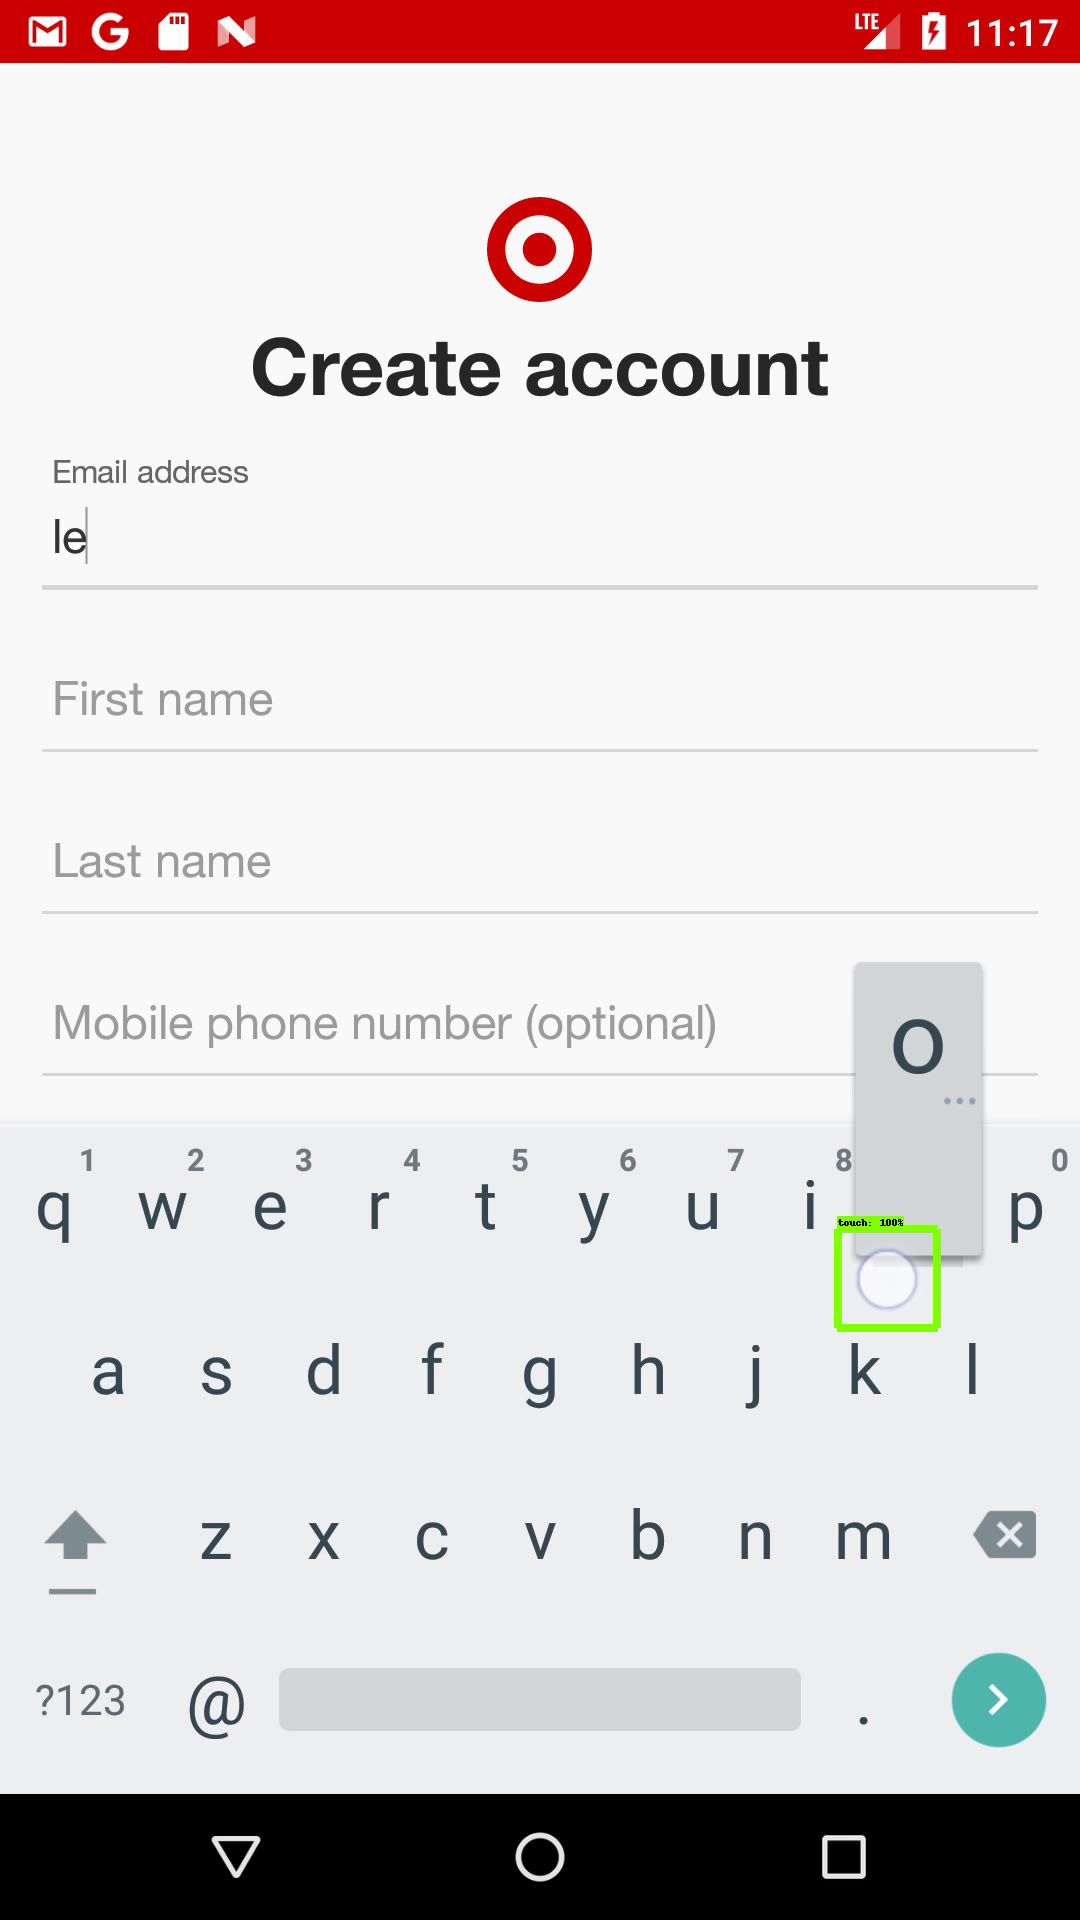 LTE 11:17
Create account
Email address
le
First name
Last name
Mobile phone number (optional)
o
...
1 2 3 4 5 6 7 8 0
q w e r t y u i p
touch: 100%
a s d f g h j k l
z x c v b n m
?123 @ .